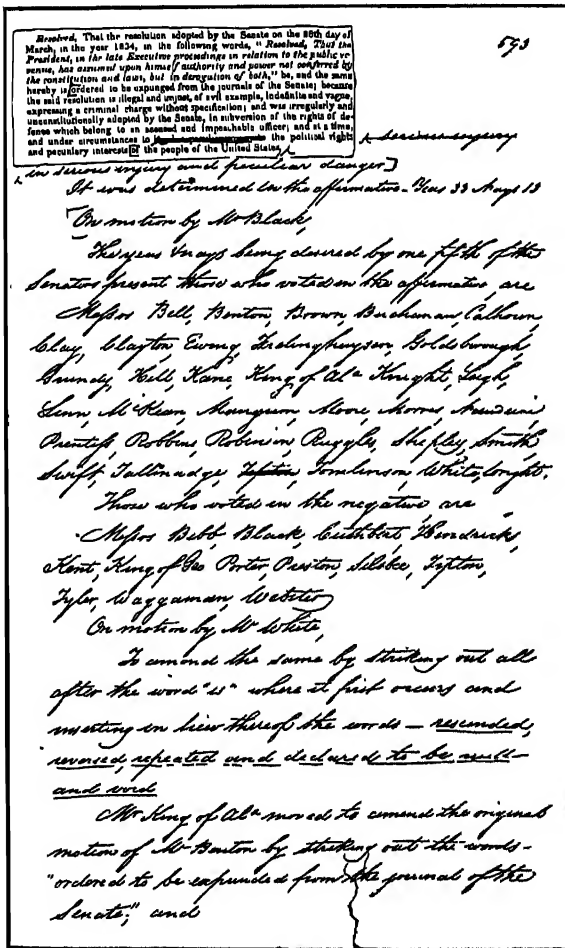 593
Resolved, That the resolution adopted by the Senate on the 28th day of
March, in the year 1834, in the following words, "Resolved, That the
President, in the late Executive proceedings in relation to the public re-
venue, has assumed upon himself authority and power not conferred by
the constitution and laws, but in derogation of both," be, and the same
hereby is ordered to be expunged from the journals of the Senate; because
the said resolution is illegal and unjust, of evil example, indefinite and vague,
expressing a criminal charge without specification; and was irregularly and
unconstitutionally adopted by the Senate, in subversion of the rights of de-
fence which belong to an accused and impeachable officer; and at a time,
and under circumstances to the political rights
and pecuniary interests of the people of the United States,
serious injury
in serious injury and peculiar danger]
It was determined in the affirmative - Yeas 33 Nays 13
On motion by Mr Black,
The yeas & nays being desired by one fifth of the
Senators present those who voted in the affirmative, are
Messrs Bell, Benton, Brown, Buchanan, Calhoun,
Clay, Clayton, Ewing, Frelinghuysen, Goldsborough,
Grundy, Hill, Kane, King of Ala Knight, Leigh,
Linn, McKean, Mangum, Moore, Morris, Naudain
Prentiss, Robbins, Robinson, Ruggles, Shepley, Smith
Swift, Tallmadge, Tipton, Tomlinson, White, Wright.
Those who voted in the negative, are
Messrs Bibb, Black, Cuthbert, Hendricks,
Kent, King of Geo Porter, Preston, Silsbee, Tipton,
Tyler, Waggaman, Webster
On motion by Mr White,
To amend the same by striking out all
after the word "is" where it first occurs and
inserting in lieu thereof the words — rescinded,
reversed, repealed and declared to be null
and void
Mr King of Ala moved to amend the original
motion of Mr Benton by striking out the words -
"ordered to be expunged from the journal of the
Senate;" and